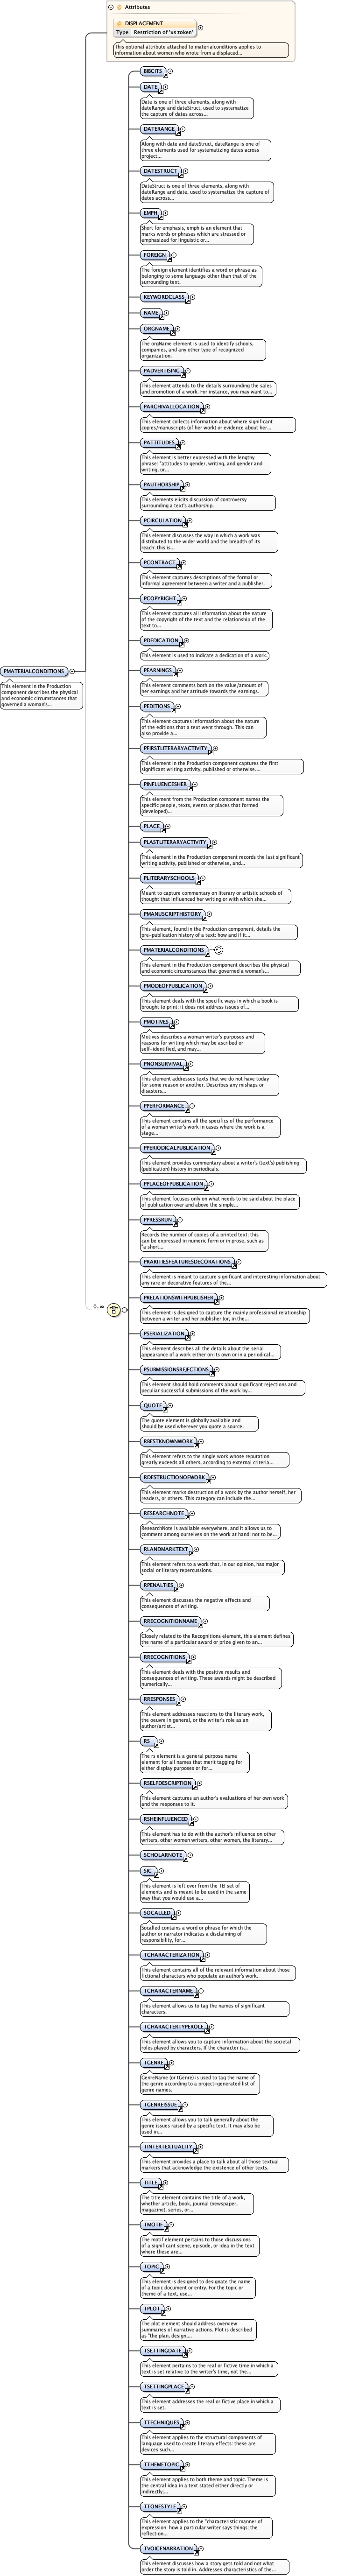 Attributes
DISPLACEMENT
Type Restriction of 'xs:token'
This optional attribute attached to materialconditions applies to
information about women who wrote from a displaced...
PMATERIALCONDITIONS
This element in the Production
component describes the physical
and economic circumstances that
governed a woman's...
0..∞
BIBCITS
DATE
Date is one of three elements, along with
dateRange and dateStruct, used to systematize
the capture of dates across...
DATERANGE
Along with date and dateStruct, dateRange is one of
three elements used for systematizing dates across
project...
DATESTRUCT
DateStruct is one of three elements, along with
dateRange and date, used to systematize the capture of
dates across...
EMPH
Short for emphasis, emph is an element that
marks words or phrases which are stressed or
emphasized for linguistic or...
FOREIGN
The foreign element identifies a word or phrase as
belonging to some language other than that of the
surrounding text.
KEYWORDCLASS
NAME
ORGNAME
The orgName element is used to identify schools,
companies, and any other type of recognized
organization.
PADVERTISING
This element attends to the details surrounding the sales
and promotion of a work. For instance, you may want to...
PARCHIVALLOCATION
This element collects information about where significant
copies/manuscripts (of her work) or evidence about her...
PATTITUDES
This element is better expressed with the lengthy
phrase: "attitudes to gender, writing, and gender and
writing, or...
PAUTHORSHIP
This elements elicits discussion of controversy
surrounding a text's authorship.
PCIRCULATION
This element discusses the way in which a work was
distributed to the wider world and the breadth of its
reach: this is...
PCONTRACT
This element captures descriptions of the formal or
informal agreement between a writer and a publisher.
PCOPYRIGHT
This element captures all information about the nature
of the copyright of the text and the relationship of the
text to...
PDEDICATION
This element is used to indicate a dedication of a work.
PEARNINGS
This element comments both on the value/amount of
her earnings and her attitude towards the earnings.
PEDITIONS
This element captures information about the nature
of the editions that a text went through. This can
also provide a...
PFIRSTLITERARYACTIVITY
This element in the Production component captures the first
significant writing activity, published or otherwise....
PINFLUENCESHER
This element from the Production component names the
specific people, texts, events or places that formed
(developed)...
PLACE
PLASTLITERARYACTIVITY
This element in the Production component records the last significant
writing activity, published or otherwise, and...
PLITERARYSCHOOLS
Meant to capture commentary on literary or artistic schools of
thought that influenced her writing or with which she...
PMANUSCRIPTHISTORY
This element, found in the Production component, details the
pre-publication history of a text: how and if it...
PMATERIALCONDITIONS
This element in the Production component describes the physical
and economic circumstances that governed a woman's...
PMODEOFPUBLICATION
This element deals with the specific ways in which a book is
brought to print; it does not address issues of...
PMOTIVES
Motives describes a woman writer's purposes and
reasons for writing which may be ascribed or
self-identified, and may...
PNONSURVIVAL
This element addresses texts that we do not have today
for some reason or another. Describes any mishaps or
disasters...
PPERFORMANCE
This element contains all the specifics of the performance
of a woman writer's work in cases where the work is a
stage...
PPERIODICALPUBLICATION
This element provides commentary about a writer's (text's) publishing
(publication) history in periodicals.
PPLACEOFPUBLICATION
This element focuses only on what needs to be said about the place
of publication over and above the simple...
PPRESSRUN
Records the number of copies of a printed text; this
can be expressed in numeric form or in prose, such as
"a short...
PRARITIESFEATURESDECORATIONS
This element is meant to capture significant and interesting information about
any rare or decorative features of the...
PRELATIONSWITHPUBLISHER
This element is designed to capture the mainly professional relationship
between a writer and her publisher (or, in the...
PSERIALIZATION
This element describes all the details about the serial
appearance of a work either on its own or in a periodical...
PSUBMISSIONSREJECTIONS
This element should hold comments about significant rejections and
peculiar successful submissions of the work by...
QUOTE
The quote element is globally available and
should be used wherever you quote a source.
RBESTKNOWNWORK
This element refers to the single work whose reputation
greatly exceeds all others, according to external criteria...
RDESTRUCTIONOFWORK
This element marks destruction of a work by the author herself, her
readers, or others. This category can include the...
RESEARCHNOTE
ResearchNote is available everywhere, and it allows us to
comment among ourselves on the work at hand; not to be...
RLANDMARKTEXT
This element refers to a work that, in our opinion, has major
social or literary repercussions.
RPENALTIES
This element discusses the negative effects and
consequences of writing.
RRECOGNITIONNAME
Closely related to the Recognitions element, this element defines
the name of a particular award or prize given to an...
RRECOGNITIONS
This element deals with the positive results and
consequences of writing. These awards might be described
numerically...
RRESPONSES
This element addresses reactions to the literary work,
the oeuvre in general, or the writer's role as an
author/artist...
RS
The rs element is a general purpose name
element for all names that merit tagging for
either display purposes or for...
RSELFDESCRIPTION
This element captures an author's evaluations of her own work
and the responses to it.
RSHEINFLUENCED
This element has to do with the author's influence on other
writers, other women writers, other women, the literary...
SCHOLARNOTE
SIC
This element is left over from the TEI set of
elements and is meant to be used in the same
way that you would use a...
SOCALLED
Socalled contains a word or phrase for which the
author or narrator indicates a disclaiming of
responsibility, for...
TCHARACTERIZATION
This element contains all of the relevant information about those
fictional characters who populate an author's work.
TCHARACTERNAME
This element allows us to tag the names of significant
characters.
TCHARACTERTYPEROLE
This element allows you to capture information about the societal
roles played by characters. If the character is...
TGENRE
GenreName (or tGenre) is used to tag the name of
the genre according to a project-generated list of
genre names.
TGENREISSUE
This element allows you to talk generally about the
genre issues raised by a specific text. It may also be
used in...
TINTERTEXTUALITY
This element provides a place to talk about all those textual
markers that acknowledge the existence of other texts.
TITLE
The title element contains the title of a work,
whether article, book, journal (newspaper,
magazine), series, or...
TMOTIF
The motif element pertains to those discussions
of a significant scene, episode, or idea in the text
where these are...
TOPIC
This element is designed to designate the name
of a topic document or entry. For the topic or
theme of a text, use...
TPLOT
The plot element should address overview
summaries of narrative actions. Plot is described
as "the plan, design,...
TSETTINGDATE
This element pertains to the real or fictive time in which a
text is set relative to the writer's time, not the...
TSETTINGPLACE
This element addresses the real or fictive place in which a
text is set.
TTECHNIQUES
This element applies to the structural components of
language used to create literary effects: these are
devices such...
TTHEMETOPIC
This element applies to both theme and topic. Theme is
the central idea in a text stated either directly or
indirectly;...
TTONESTYLE
This element applies to the "characteristic manner of
expression; how a particular writer says things; the
reflection...
TVOICENARRATION
This element discusses how a story gets told and not what
order the story is told in. Addresses characteristics of the...